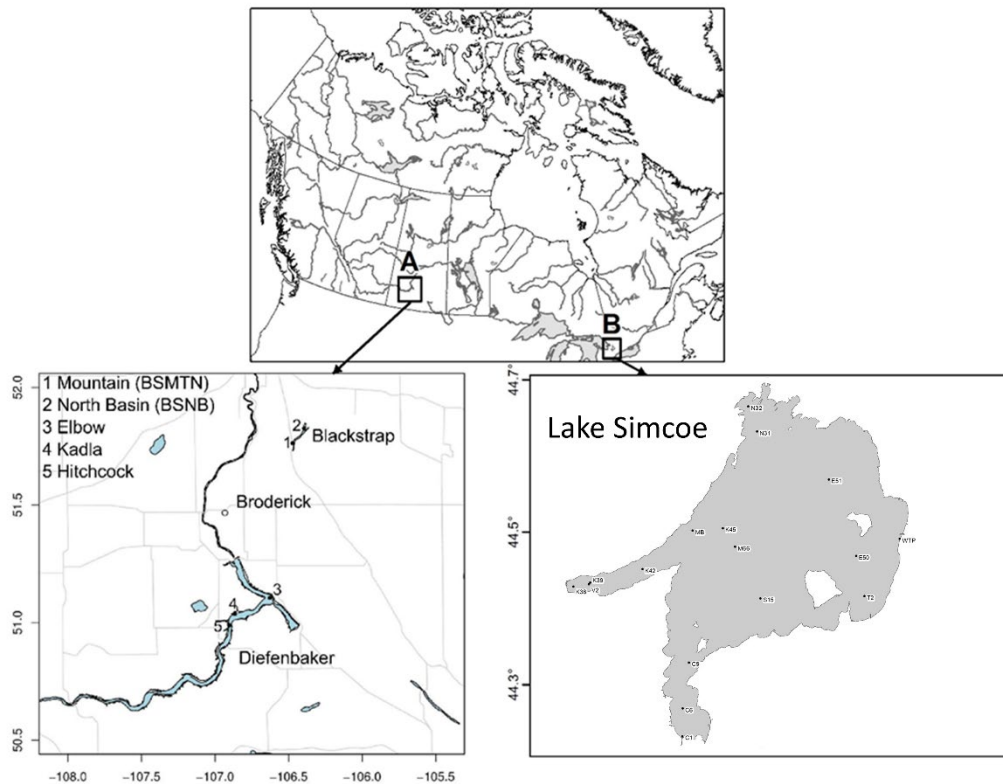 A
B
52.0
51.5
51.0
50.5
1 Mountain (BSMTN)
2 North Basin (BSNB)
3 Elbow
4 Kadla
5 Hitchcock
2
1
Blackstrap
Broderick
3
4
5
Diefenbaker
−108.0 −107.5 −107.0 −106.5 −106.0 −105.5
44.7
44.5
44.3
Lake Simcoe
N32
N31
E51
MB
K45
M66
WTP
E50
K42
K39
K38
V2
T2
S15
C9
C6
C1